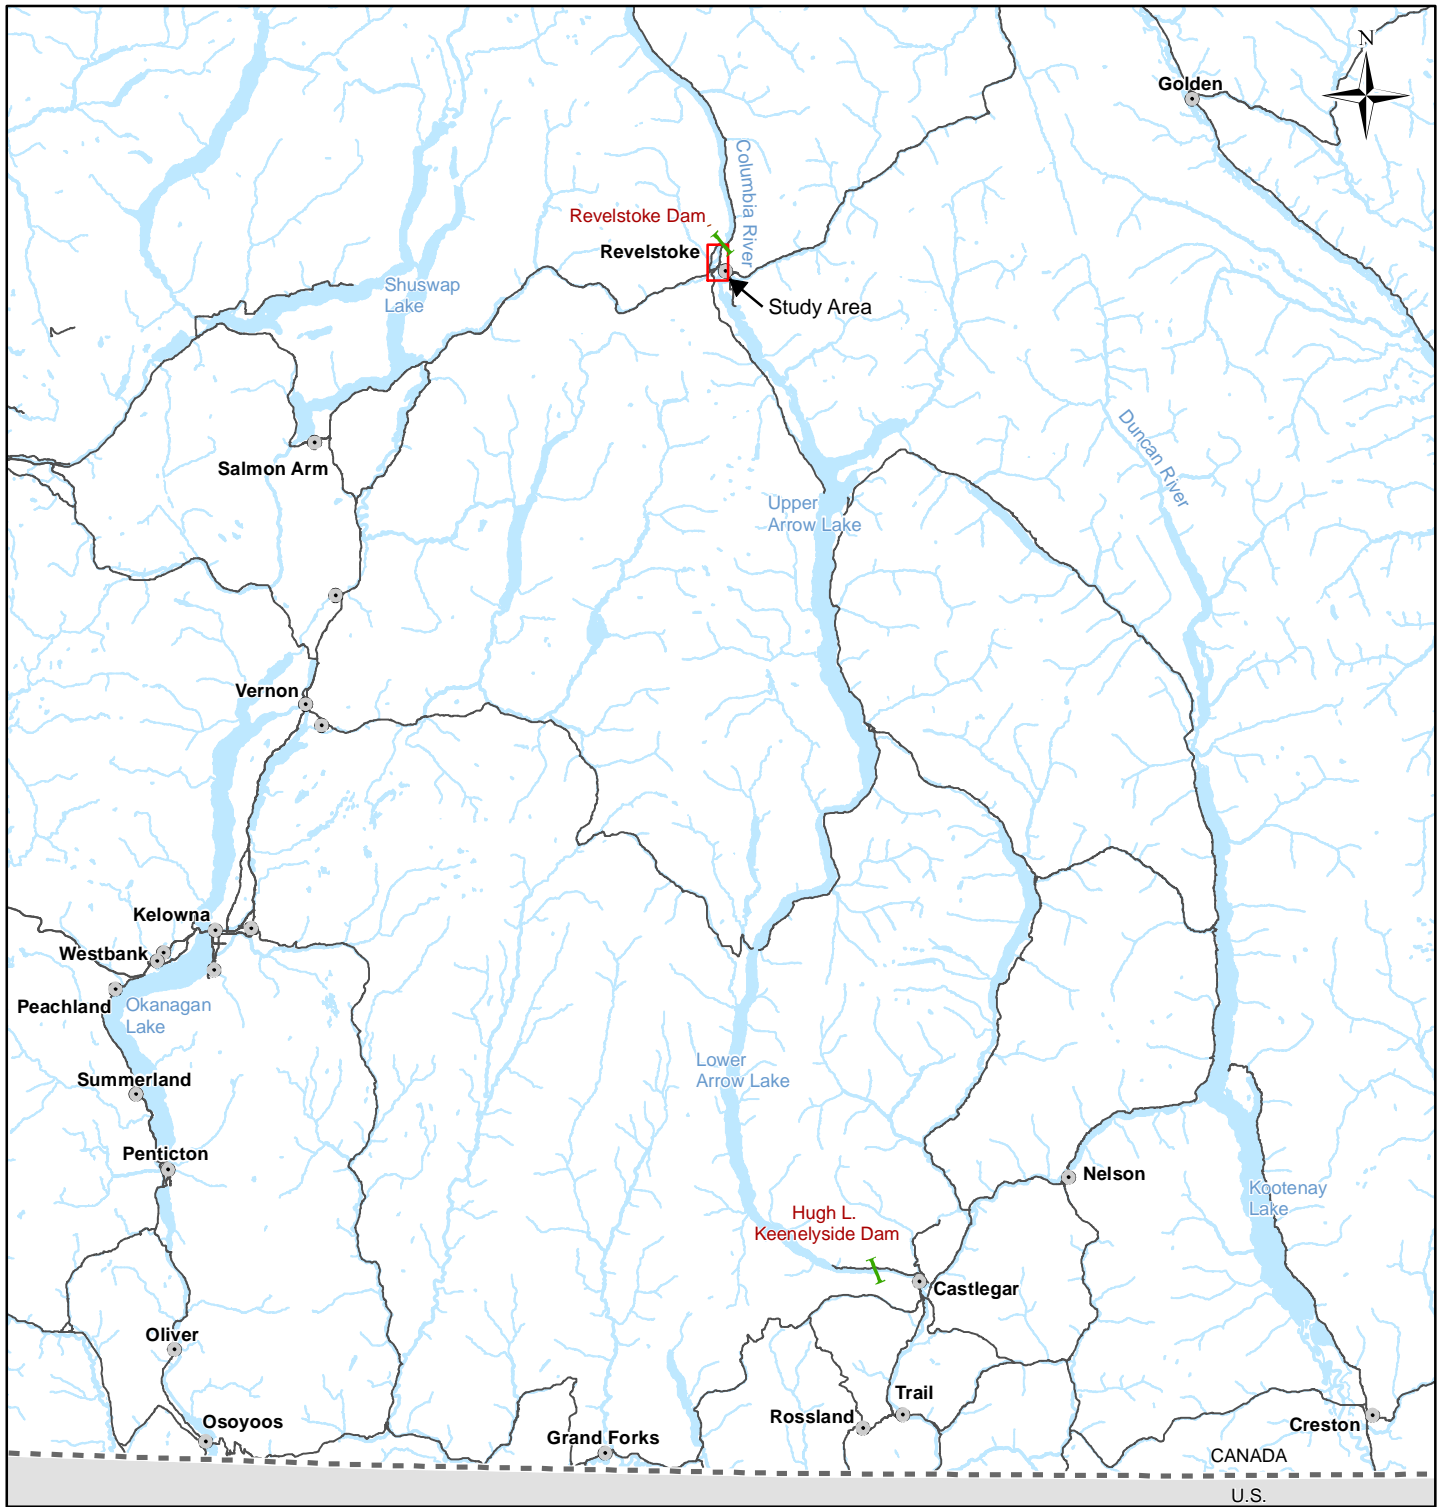 N
Golden
Columbia River
Revelstoke Dam
Revelstoke
Study Area
Shuswap
Lake
Salmon Arm
Duncan River
Upper
Arrow Lake
Vernon
Kelowna
Westbank
Peachland
Okanagan
Lake
Lower
Arrow Lake
Summerland
Penticton
Nelson
Kootenay
Lake
Hugh L.
Keenelyside Dam
Castlegar
Oliver
Trail
Rossland
Osoyoos
Creston
Grand Forks
CANADA
U.S.